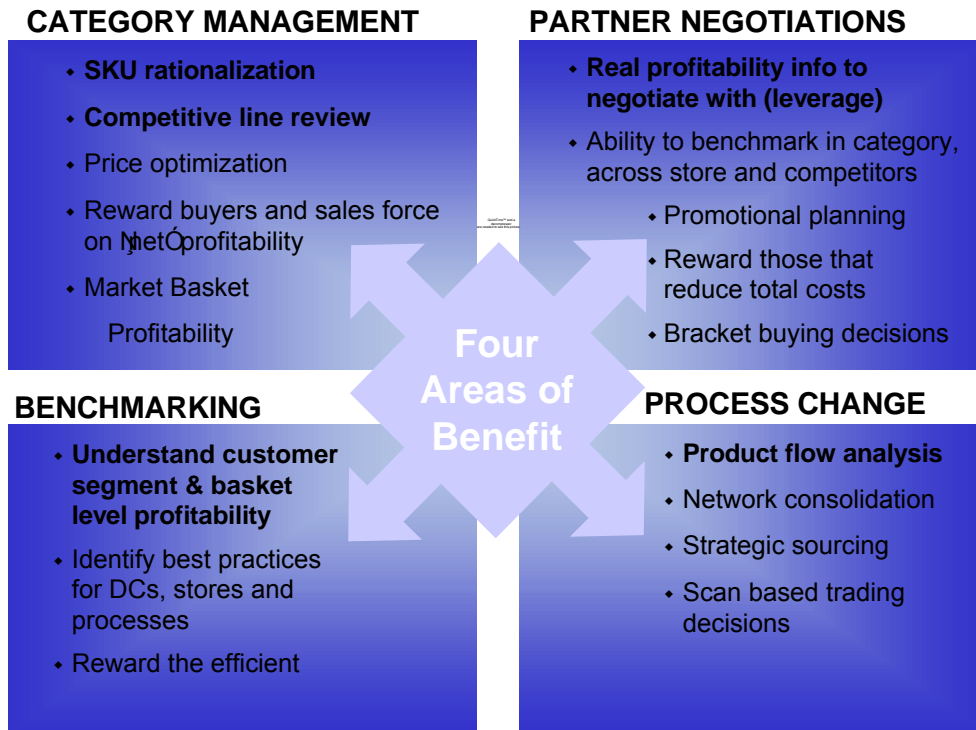 CATEGORY MANAGEMENT
• SKU rationalization
• Competitive line review
• Price optimization
• Reward buyers and sales force
on profitability
• Market Basket
Profitability
PARTNER NEGOTIATIONS
• Real profitability info to
negotiate with (leverage)
• Ability to benchmark in category,
across store and competitors
• Promotional planning
• Reward those that
reduce total costs
• Bracket buying decisions
Four
Areas of
Benefit
BENCHMARKING
• Understand customer
segment & basket
level profitability
• Identify best practices
for DCs, stores and
processes
• Reward the efficient
PROCESS CHANGE
• Product flow analysis
• Network consolidation
• Strategic sourcing
• Scan based trading
decisions